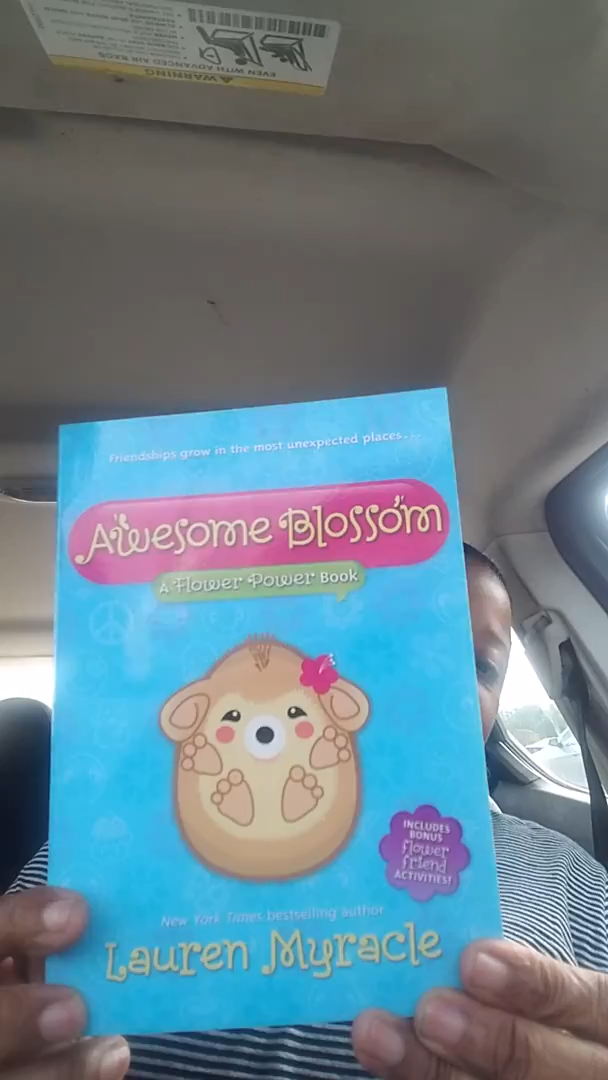 WARNING
EVEN WITH ADVANCED AIR BAGS
Friendships grow in the most unexpected places...
Awesome Blossom
A Flower Power Book
INCLUDES
BONUS
flower
friend
ACTIVITIES!
New York Times bestselling author
Lauren Myracle